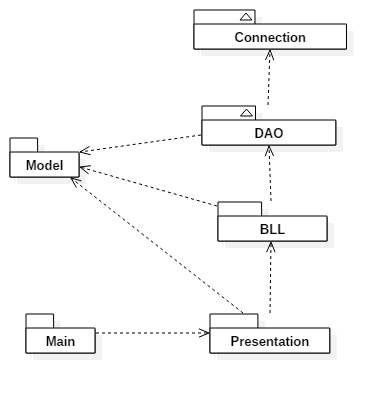 Connection
DAO
Model
BLL
Main
Presentation